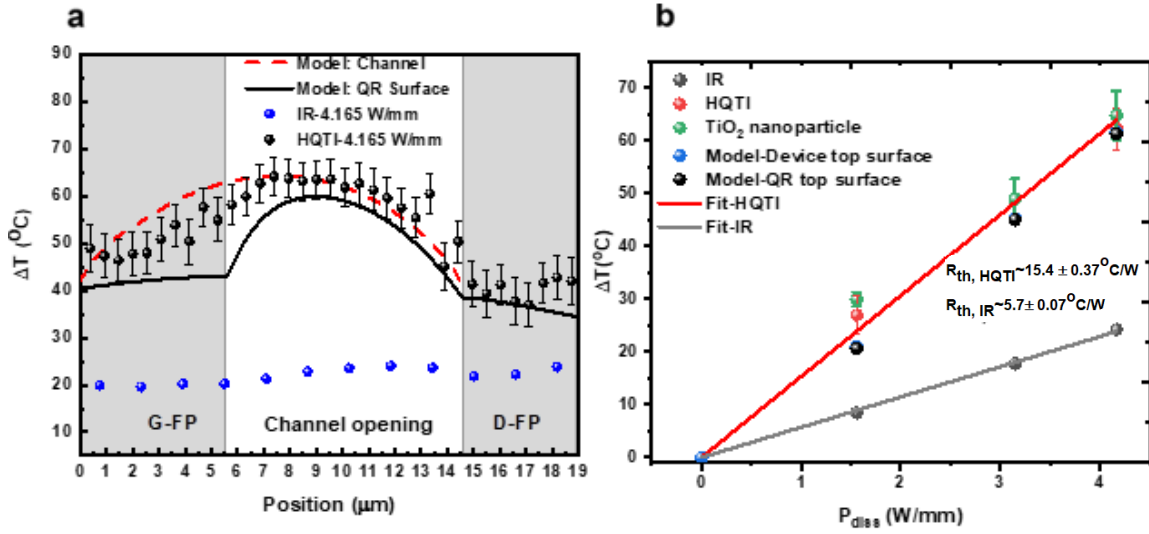 a
90
80
70
60
50
40
30
20
10
ΔT (⁰C)
Model: Channel
Model: QR Surface
IR-4.165 W/mm
HQTI-4.165 W/mm
G-FP
Channel opening
D-FP
0 1 2 3 4 5 6 7 8 9 10 11 12 13 14 15 16 17 18 19
Position (μm)
b
70
60
50
40
30
20
10
0
ΔT(⁰C)
IR
HQTI
TiO₂ nanoparticle
Model-Device top surface
Model-QR top surface
Fit-HQTI
Fit-IR
Rth, HQTI~15.4 ± 0.37⁰C/W
Rth, IR~5.7± 0.07⁰C/W
0 1 2 3 4
Pdiss (W/mm)